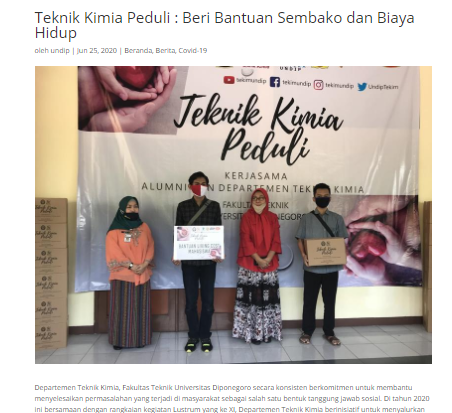 Teknik Kimia Peduli : Beri Bantuan Sembako dan Biaya
Hidup
oleh undip | Jun 25, 2020 | Beranda, Berita, Covid-19
UNDIP
tekimundip tekimundip tekimundip UndipTekim
Teknik Kimia
Peduli
KERJASAMA
ALUMNI DAN DEPARTEMEN TEKNIK KIMIA
FAKULTAS TEKNIK
Departemen Teknik Kimia, Fakultas Teknik Universitas Diponegoro secara konsisten berkomitmen untuk membantu
menyelesaikan permasalahan yang terjadi di masyarakat sebagai salah satu bentuk tanggung jawab sosial. Di tahun 2020
ini bersamaan dengan rangkaian kegiatan Lustrum yang ke XI, Departemen Teknik Kimia berinisiatif untuk menyalurkan